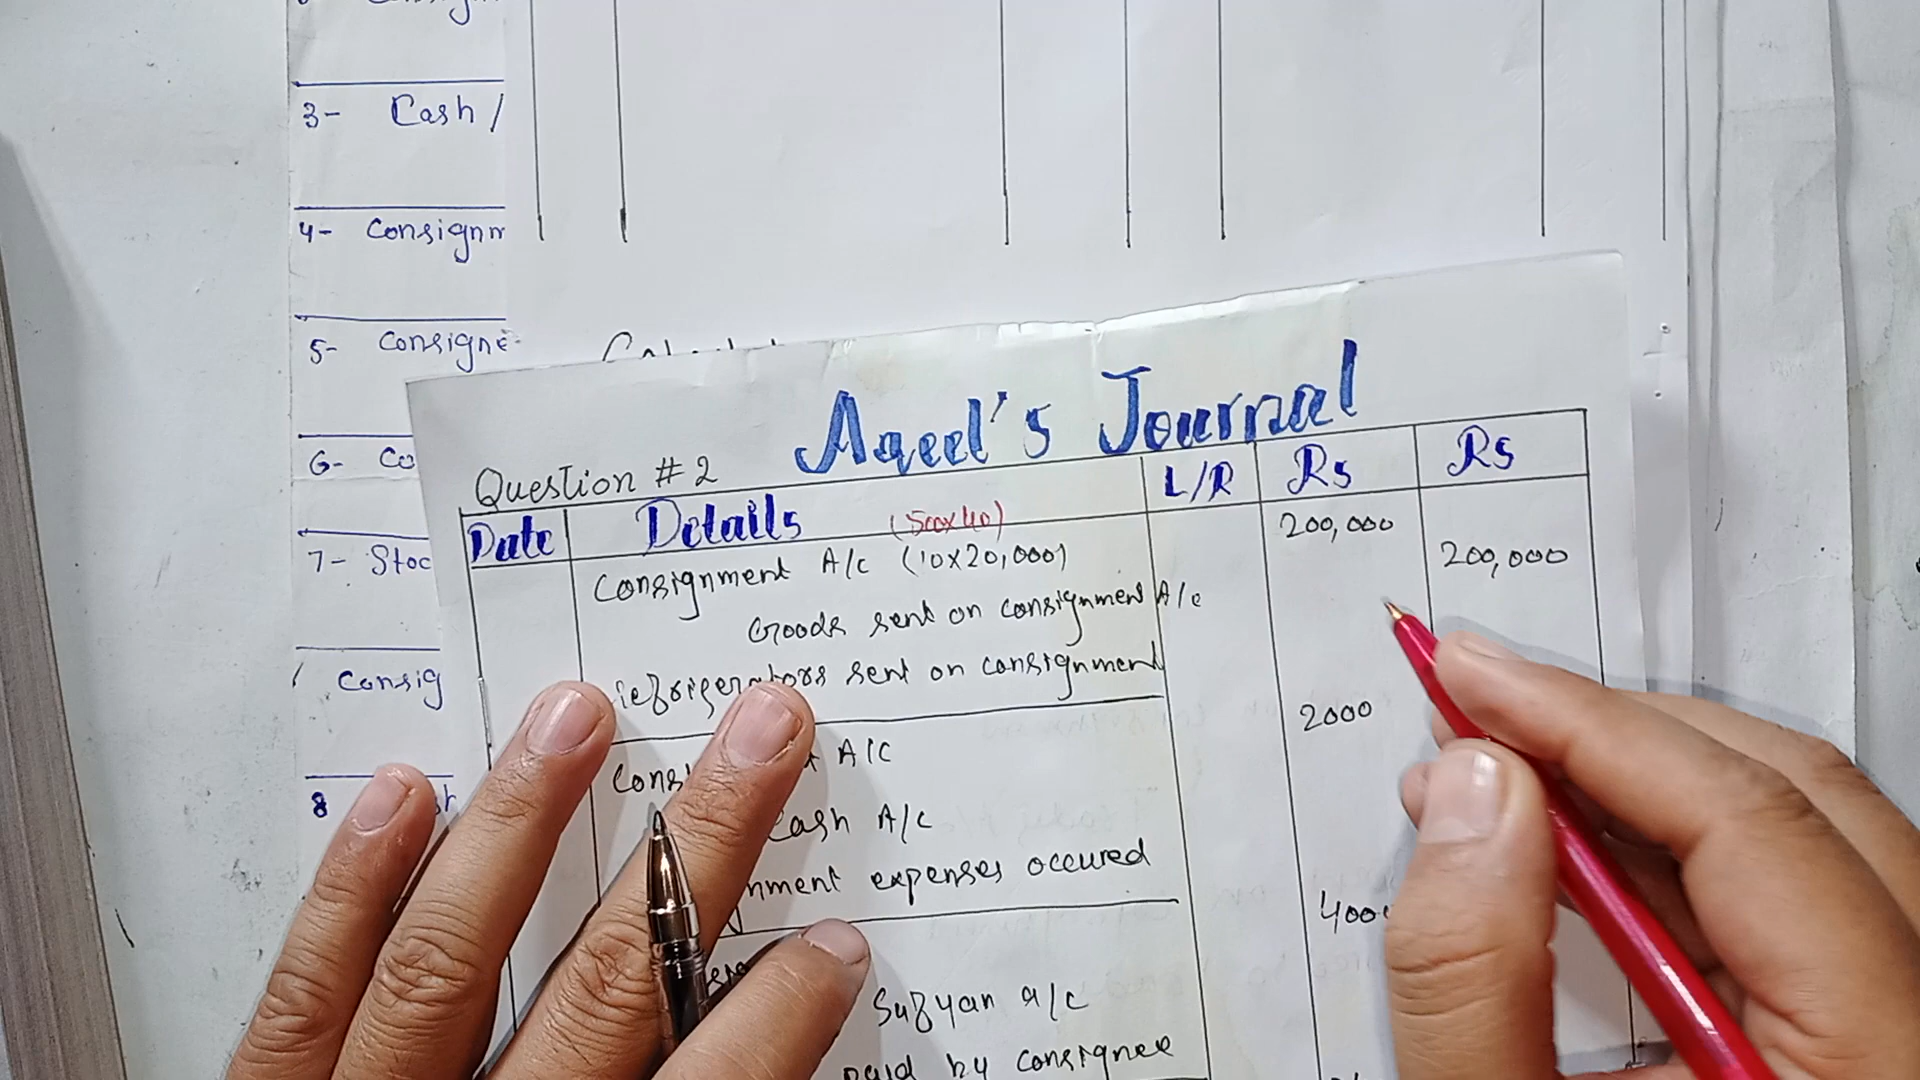 3- Cash /
4- Consignm
5- Consigne
6- Co
7- Stoc
Consig
8
Aqeel's Journal
Question #2
Date Details L/R Rs Rs
(500x40)
Consignment A/c (10x20,000) 200,000
Goods sent on consignment A/c 200,000
refrigerators sent on consignment
Consi A/C 2000
Cash A/c
nment expenses occured
400
Sufyan a/c
paid by consignee